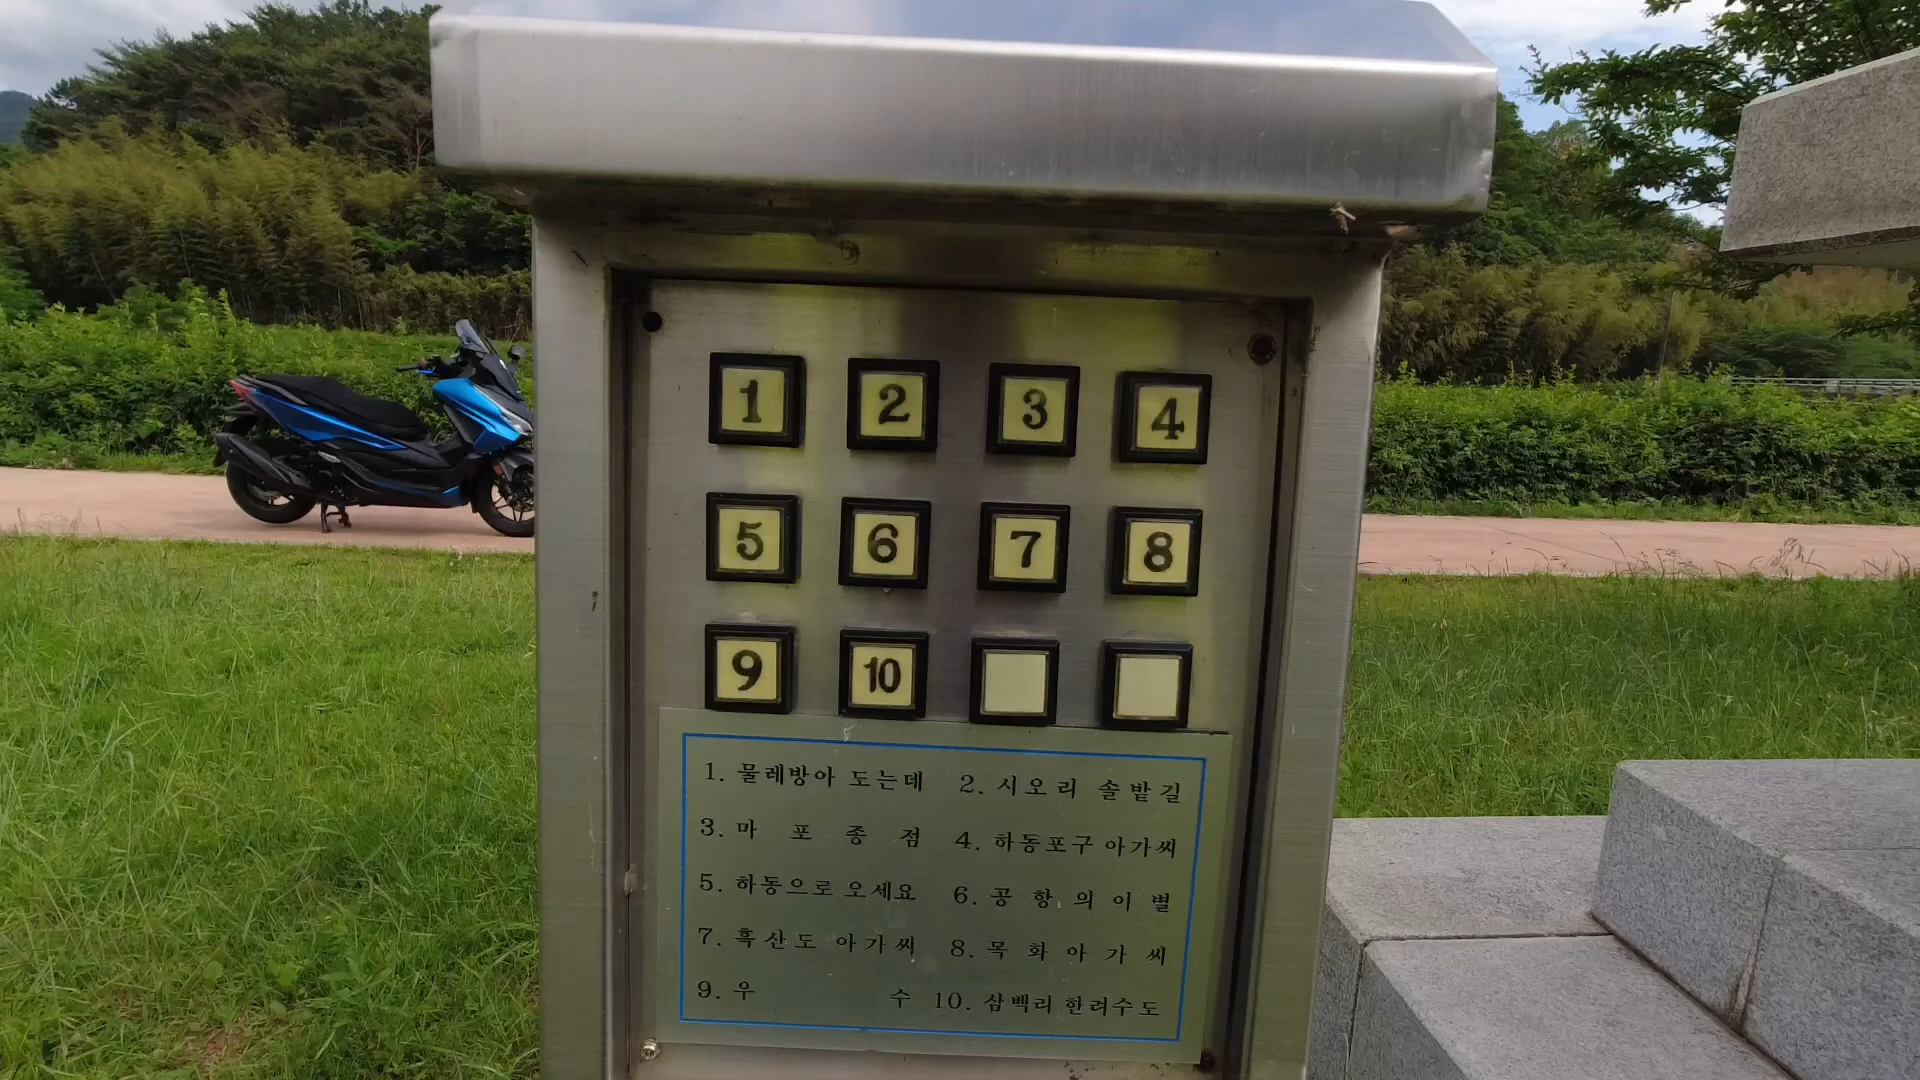 1 2 3 4
5 6 7 8
9 10
1. 물레방아 도는데 2. 시오리 솔밭길
3. 마 포 종 점 4. 하동포구 아가씨
5. 하동으로 오세요 6. 공 항 의 이 별
7. 흑산도 아가씨 8. 목 화 아 가 씨
9. 우 수 10. 삼백리 한려수도